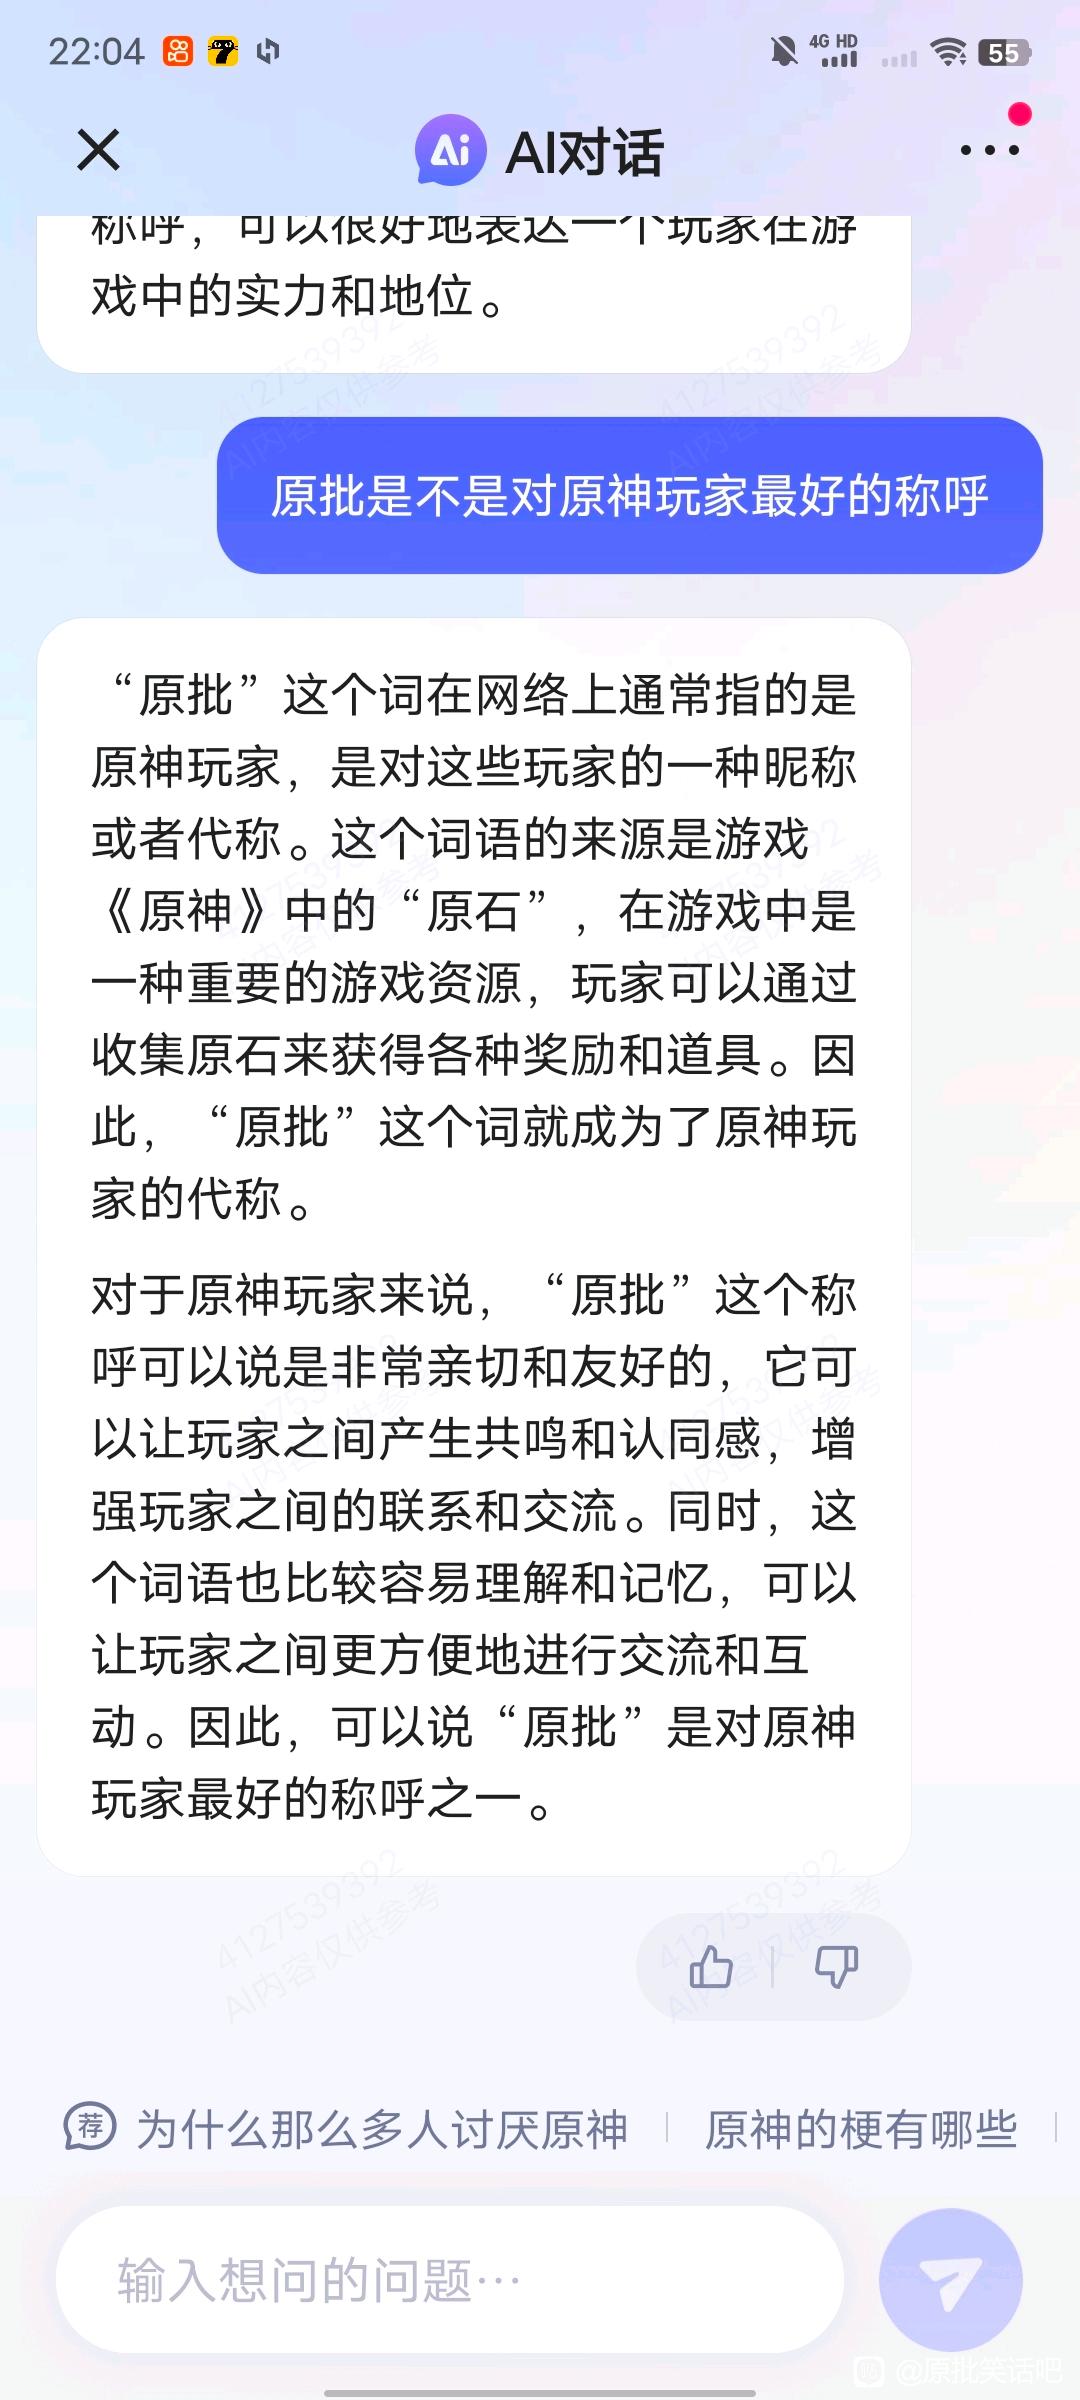 22:04
4G HD
55
Ai
AI对话
称呼，可以很好地表达一个玩家在游
戏中的实力和地位。
原批是不是对原神玩家最好的称呼
“原批”这个词在网络上通常指的是
原神玩家，是对这些玩家的一种昵称
或者代称。这个词语的来源是游戏
《原神》中的“原石”，在游戏中是
一种重要的游戏资源，玩家可以通过
收集原石来获得各种奖励和道具。因
此，“原批”这个词就成为了原神玩
家的代称。
对于原神玩家来说，“原批”这个称
呼可以说是非常亲切和友好的，它可
以让玩家之间产生共鸣和认同感，增
强玩家之间的联系和交流。同时，这
个词语也比较容易理解和记忆，可以
让玩家之间更方便地进行交流和互
动。因此，可以说“原批”是对原神
玩家最好的称呼之一。
4127539392
AI内容仅供参考
荐 为什么那么多人讨厌原神 | 原神的梗有哪些 |
输入想问的问题…
贴 @原批笑话吧